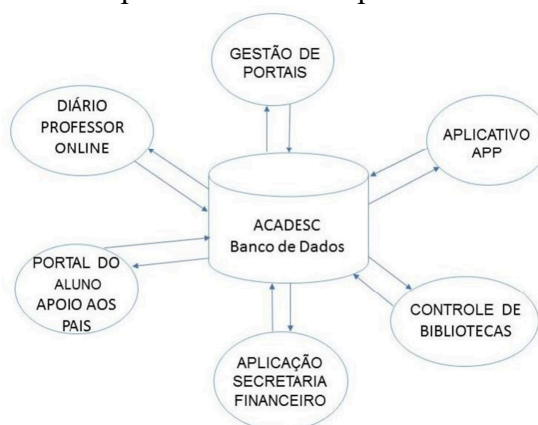 GESTÃO DE
PORTAIS
DIÁRIO
PROFESSOR
ONLINE
APLICATIVO
APP
ACADESC
Banco de Dados
PORTAL DO
ALUNO
APOIO AOS
PAIS
CONTROLE DE
BIBLIOTECAS
APLICAÇÃO
SECRETARIA
FINANCEIRO